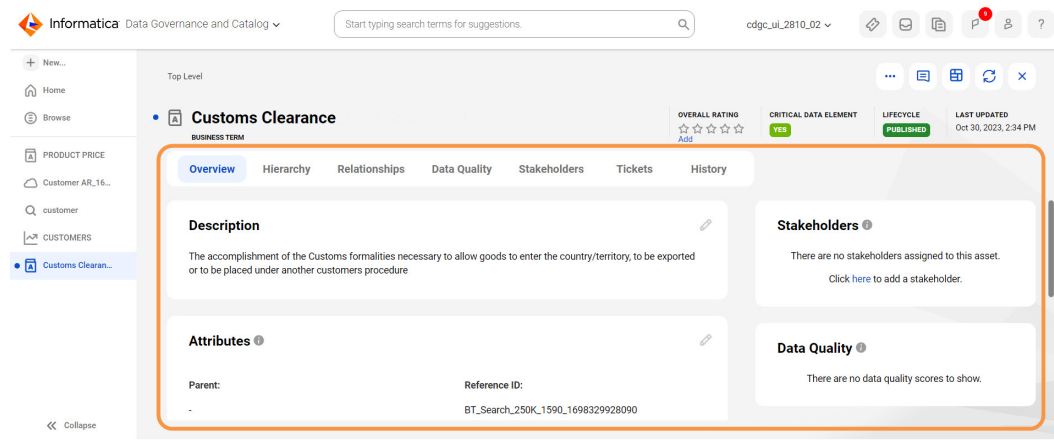 Informatica Data Governance and Catalog
Start typing search terms for suggestions.
cdgc_ui_2810_02
9
?
New...
Home
Browse
PRODUCT PRICE
Customer AR_16...
customer
CUSTOMERS
Customs Clearan...
Collapse
Top Level
Customs Clearance
BUSINESS TERM
OVERALL RATING
Add
CRITICAL DATA ELEMENT
YES
LIFECYCLE
PUBLISHED
LAST UPDATED
Oct 30, 2023, 2:34 PM
Overview Hierarchy Relationships Data Quality Stakeholders Tickets History
Description
The accomplishment of the Customs formalities necessary to allow goods to enter the country/territory, to be exported
or to be placed under another customers procedure
Attributes
Parent:
-
Reference ID:
BT_Search_250K_1590_1698329928090
Stakeholders
There are no stakeholders assigned to this asset.
Click here to add a stakeholder.
Data Quality
There are no data quality scores to show.